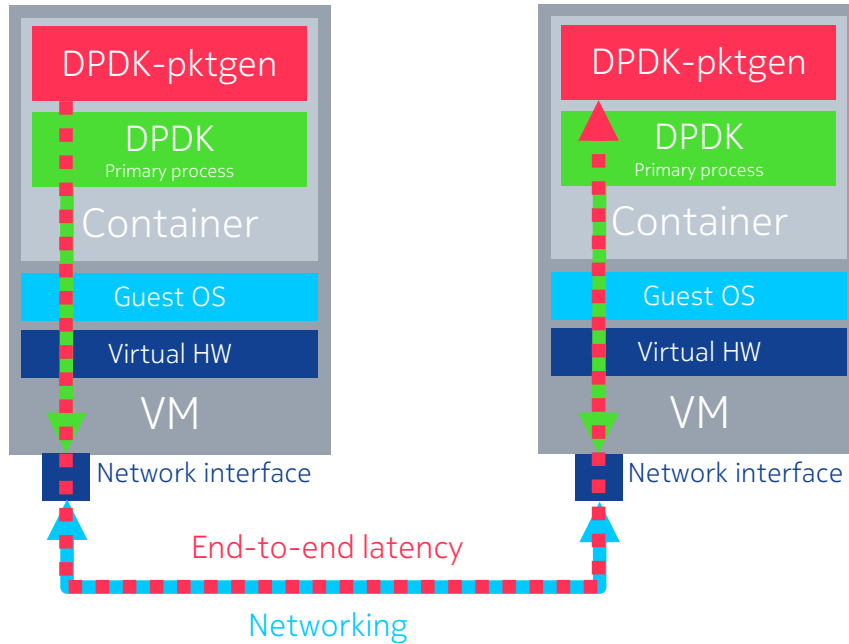 DPDK-pktgen
DPDK
Primary process
Container
Guest OS
Virtual HW
VM
Network interface
DPDK-pktgen
DPDK
Primary process
Container
Guest OS
Virtual HW
VM
Network interface
End-to-end latency
Networking